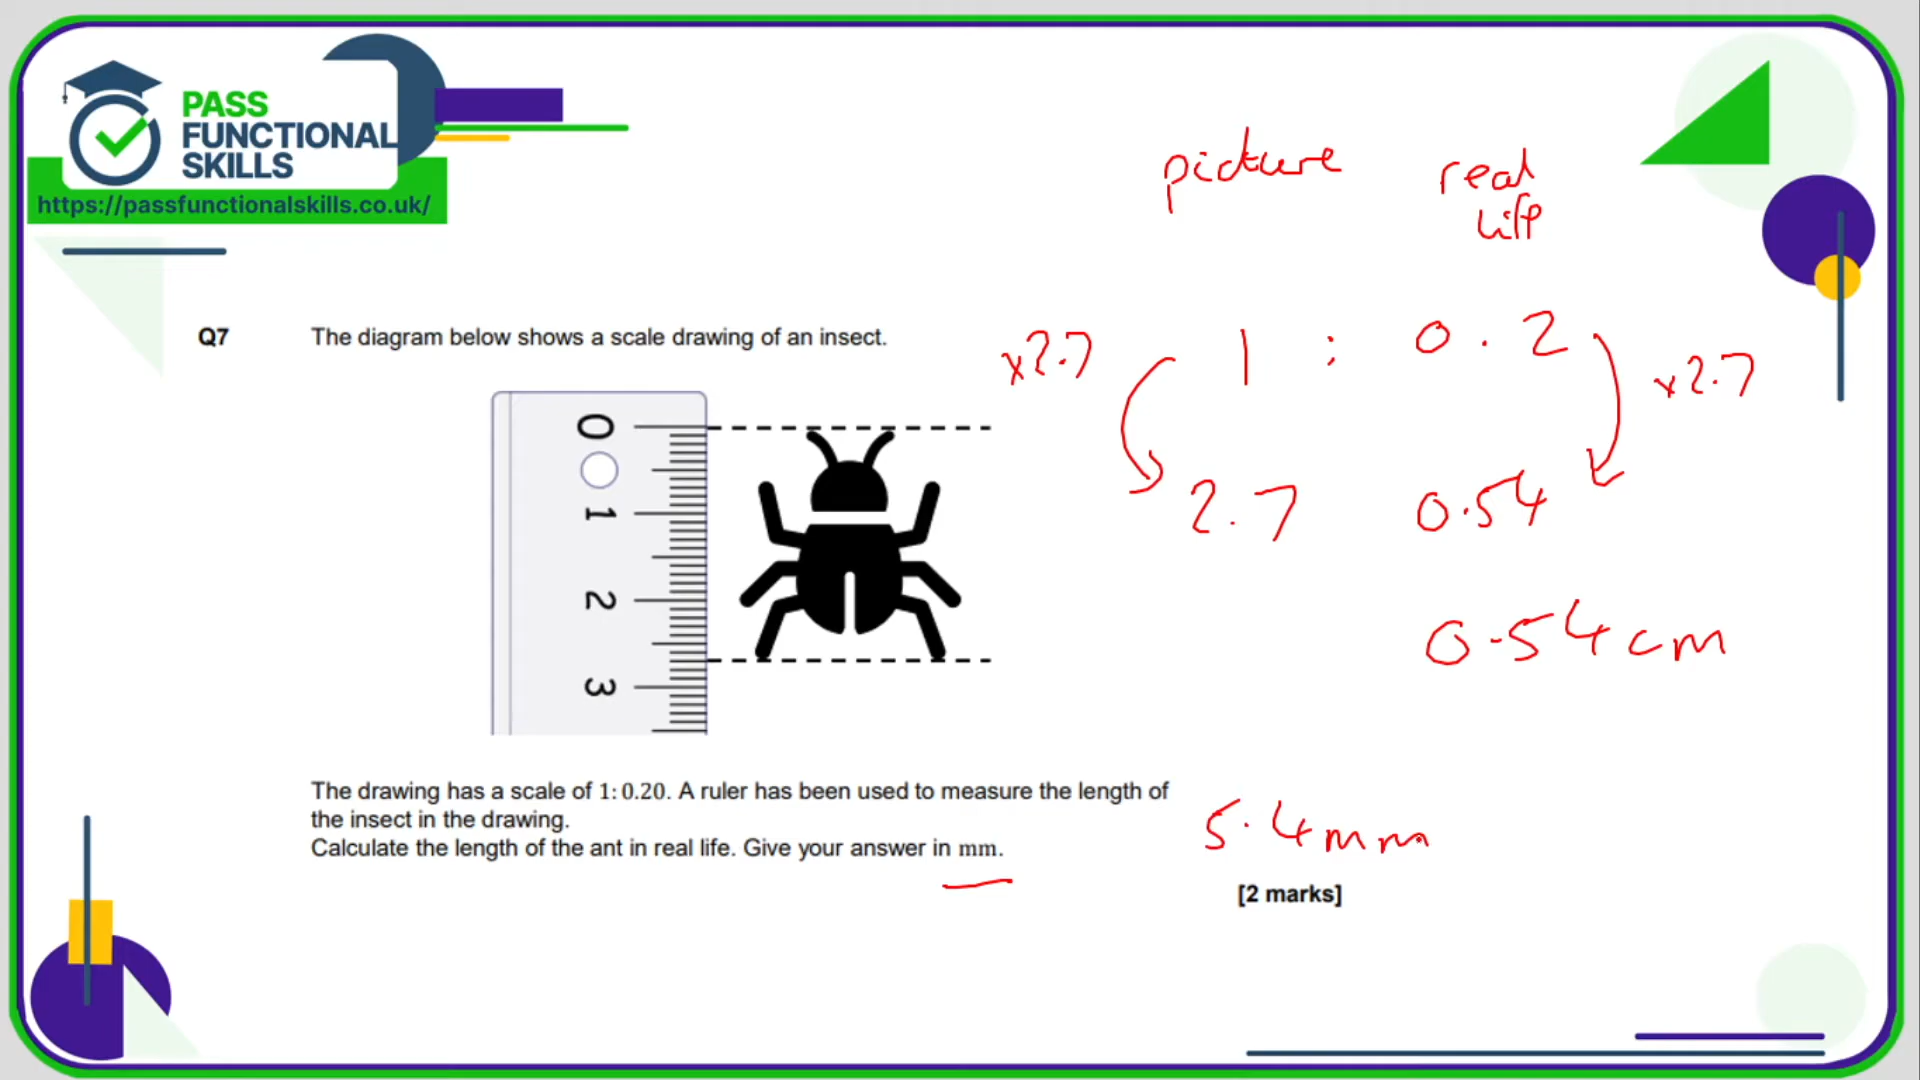 PASS
FUNCTIONAL
SKILLS
https://passfunctionalskills.co.uk/
picture real
life
Q7 The diagram below shows a scale drawing of an insect.
×2.7 1 : 0.2 ×2.7
0
1
2
3
2.7 0.54
0.54cm
The drawing has a scale of 1: 0.20. A ruler has been used to measure the length of
the insect in the drawing.
Calculate the length of the ant in real life. Give your answer in mm.
5.4mm
[2 marks]